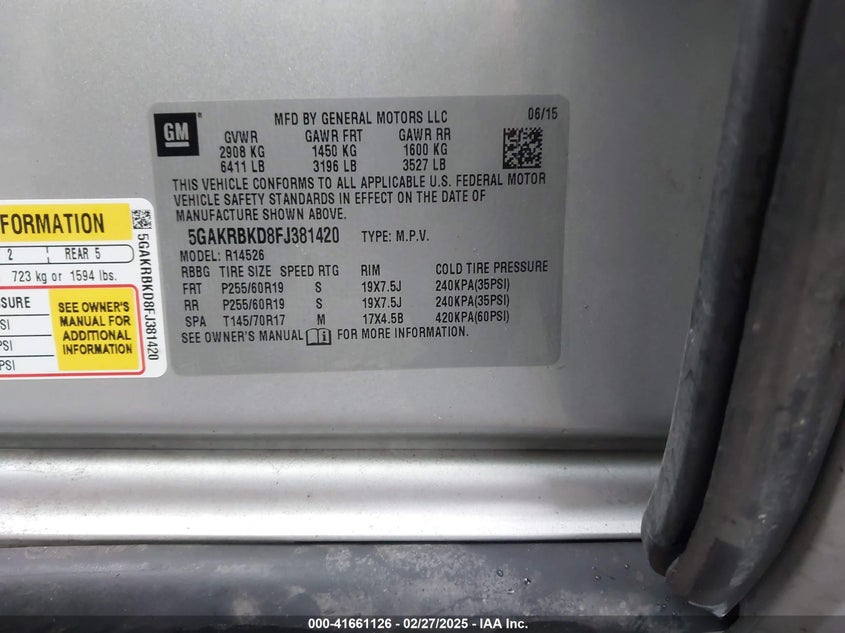 GM
MFD BY GENERAL MOTORS LLC 06/15
GVWR GAWR FRT GAWR RR
2908 KG 1450 KG 1600 KG
6411 LB 3196 LB 3527 LB
THIS VEHICLE CONFORMS TO ALL APPLICABLE U.S. FEDERAL MOTOR
VEHICLE SAFETY STANDARDS IN EFFECT ON THE DATE OF
MANUFACTURE SHOWN ABOVE.
5GAKRBKD8FJ381420 TYPE: M.P.V.
MODEL: R14526
RBBG TIRE SIZE SPEED RTG RIM COLD TIRE PRESSURE
FRT P255/60R19 S 19X7.5J 240KPA(35PSI)
RR P255/60R19 S 19X7.5J 240KPA(35PSI)
SPA T145/70R17 M 17X4.5B 420KPA(60PSI)
SEE OWNER'S MANUAL FOR MORE INFORMATION.
FORMATION
2 REAR 5
723 kg or 1594 lbs.
SSURE
SI
PSI
PSI
SEE OWNER'S
MANUAL FOR
ADDITIONAL
INFORMATION
5GAKRBKD8FJ381420
000-41661126 - 02/27/2025 - IAA, Inc.